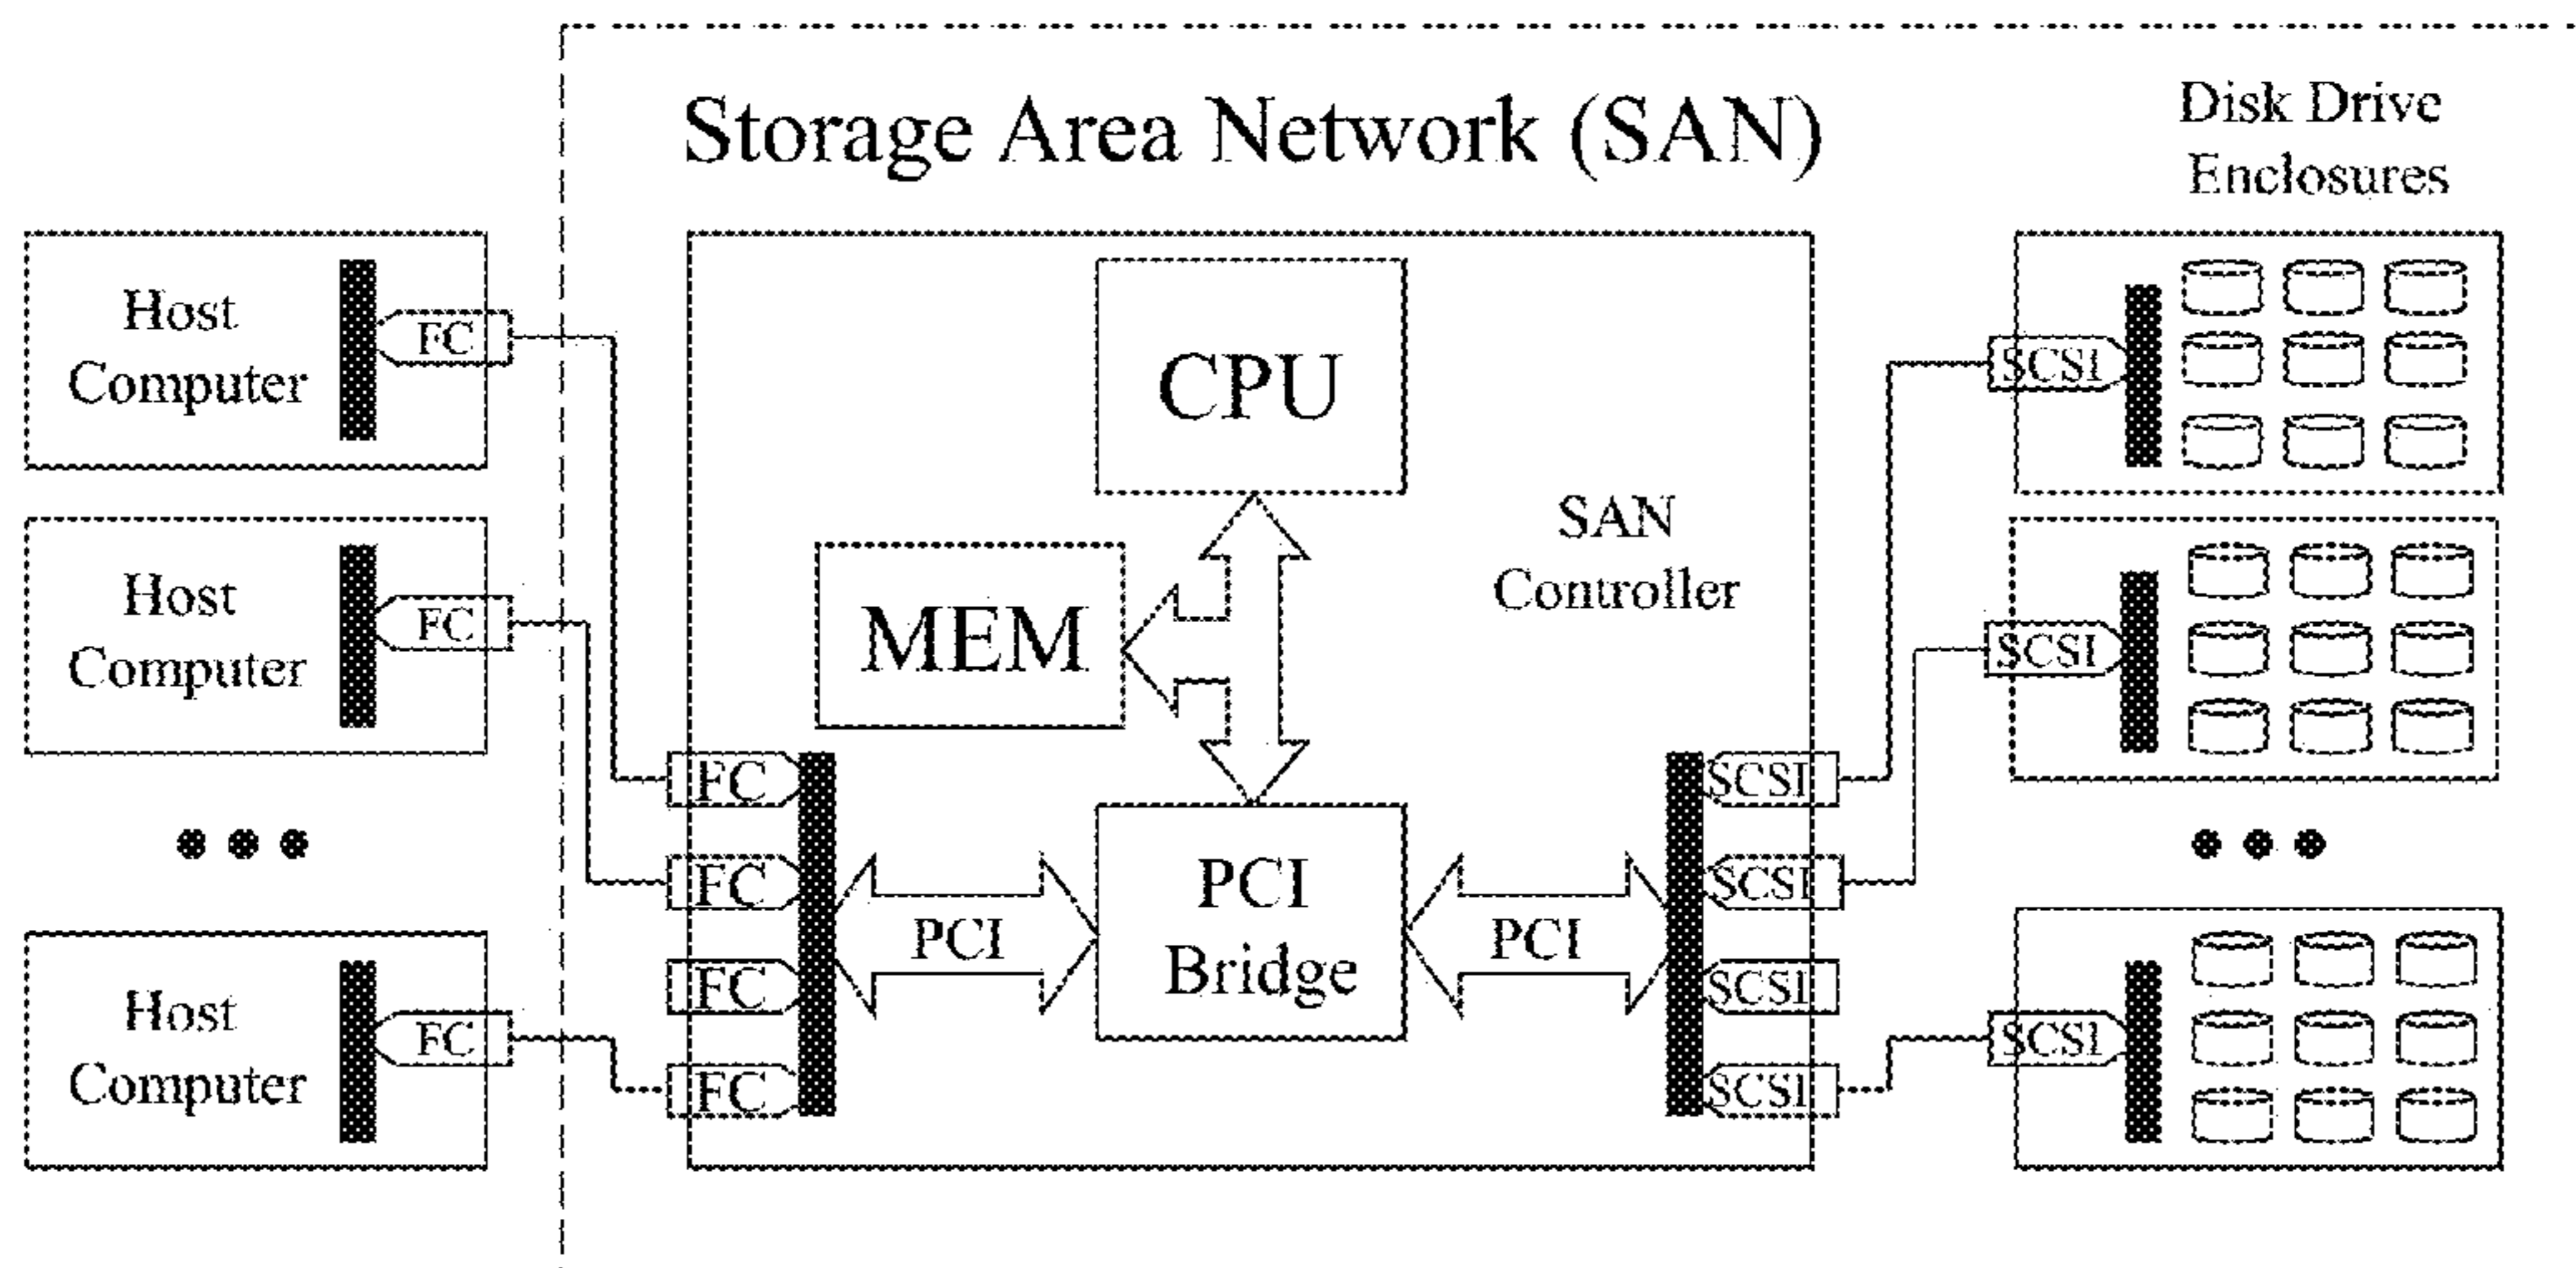 Storage Area Network (SAN)
Disk Drive
Enclosures
Host
Computer
FC
Host
Computer
FC
Host
Computer
FC
CPU
MEM
SAN
Controller
FC
FC
FC
FC
PCI
PCI
Bridge
PCI
SCSI
SCSI
SCSI
SCSI
SCSI
SCSI
SCSI